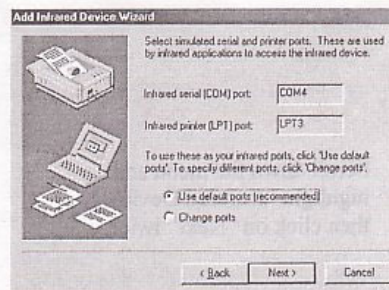 Add Infrared Device Wizard
Select simulated serial and printer ports. These are used
by infrared applications to access the infrared device.
Infrared serial (COM) port: COM4
Infrared printer (LPT) port: LPT3
To use these as your infrared ports, click 'Use default
ports'. To specify different ports, click 'Change ports'.
Use default ports (recommended)
Change ports
< Back Next > Cancel